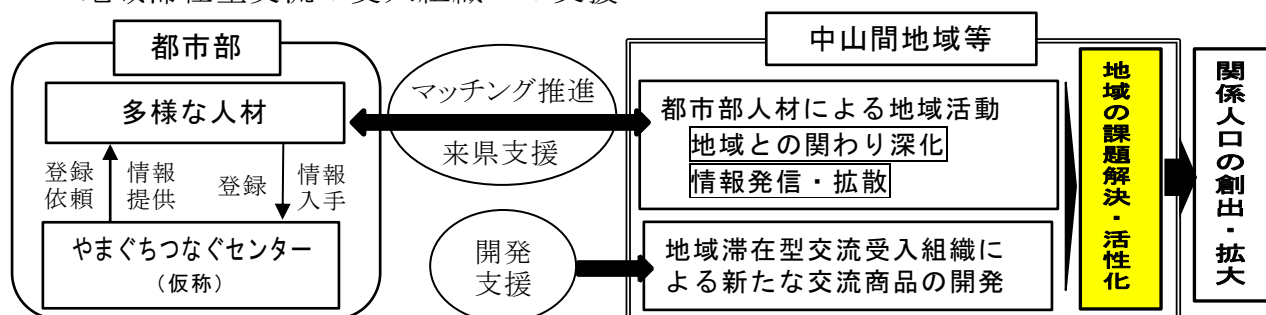 地域滞在型交流の受入組織への支援
都市部
多様な人材
登録
依頼
情報
提供
登録
情報
入手
やまぐちつなぐセンター
（仮称）
マッチング推進
来県支援
開発
支援
中山間地域等
都市部人材による地域活動
地域との関わり深化
情報発信・拡散
地域滞在型交流受入組織に
よる新たな交流商品の開発
地域の課題解決・活性化
関係人口の創出・拡大